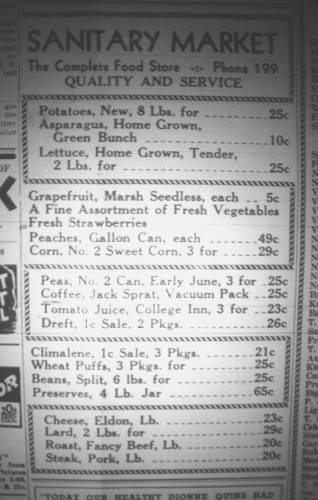 SANITARY MARKET
The Complete Food Store -:- Phone 199
QUALITY AND SERVICE
Potatoes, New, 8 Lbs. for 25c
Asparagus, Home Grown,
Green Bunch 10c
Lettuce, Home Grown, Tender,
2 Lbs. for 25c
Grapefruit, Marsh Seedless, each 5c
A Fine Assortment of Fresh Vegetables
Fresh Strawberries
Peaches, Gallon Can, each 49c
Corn, No. 2 Sweet Corn, 3 for 29c
Peas, No. 2 Can, Early June, 3 for 25c
Coffee, Jack Sprat, Vacuum Pack 25c
Tomato Juice, College Inn, 3 for 23c
Dreft, 1c Sale, 2 Pkgs. 26c
Climalene, 1c Sale, 3 Pkgs. 21c
Wheat Puffs, 3 Pkgs. for 25c
Beans, Split, 6 lbs. for 25c
Preserves, 4 Lb. Jar 65c
Cheese, Eldon, Lb. 23c
Lard, 2 Lbs. for 29c
Roast, Fancy Beef, Lb. 20c
Steak, Pork, Lb. 20c
"TODAY OUR HEALTHY DIONNE QUINS HAD